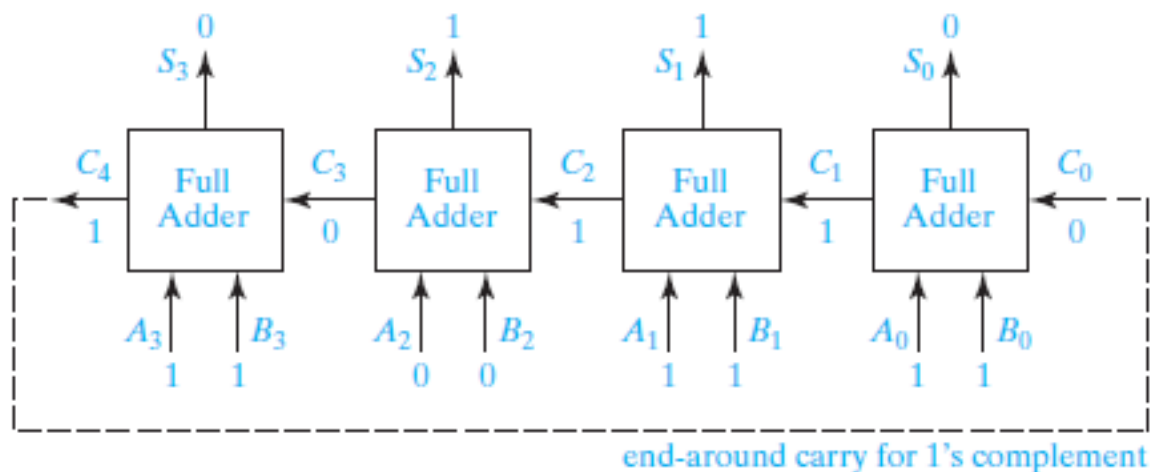 0 1 1 0
S3 S2 S1 S0
C4 Full Adder C3 Full Adder C2 Full Adder C1 Full Adder C0
1 0 1 1 0
A3 B3 A2 B2 A1 B1 A0 B0
1 1 0 0 1 1 1 1
end-around carry for 1's complement